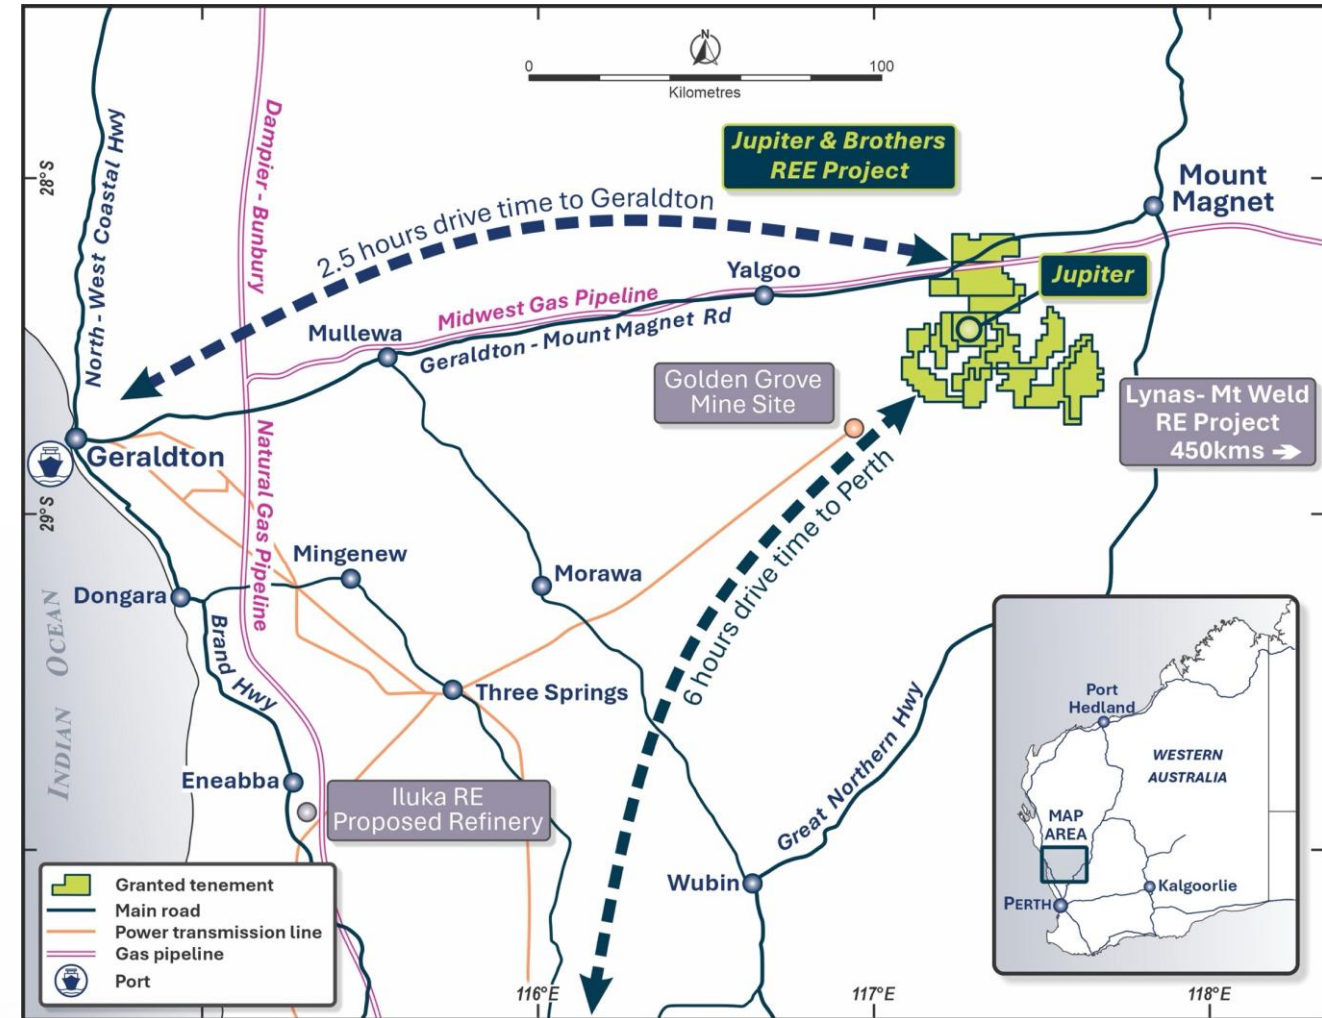 N
0
100
Kilometres
North-West Coastal Hwy
Dampier - Bunbury
Natural Gas Pipeline
28°S
29°S
Jupiter & Brothers
REE Project
Mount
Magnet
2.5 hours drive time to Geraldton
Yalgoo
Jupiter
Midwest Gas Pipeline
Mullewa
Geraldton - Mount Magnet Rd
Golden Grove
Mine Site
Lynas- Mt Weld
RE Project
450kms
Geraldton
6 hours drive time to Perth
Mingenew
Morawa
Dongara
INDIAN OCEAN
Brand Hwy
Three Springs
Great Northern Hwy
Eneabba
Iluka RE
Proposed Refinery
Wubin
Port
Hedland
WESTERN
AUSTRALIA
MAP
AREA
Kalgoorlie
PERTH
Granted tenement
Main road
Power transmission line
Gas pipeline
Port
116°E
117°E
118°E